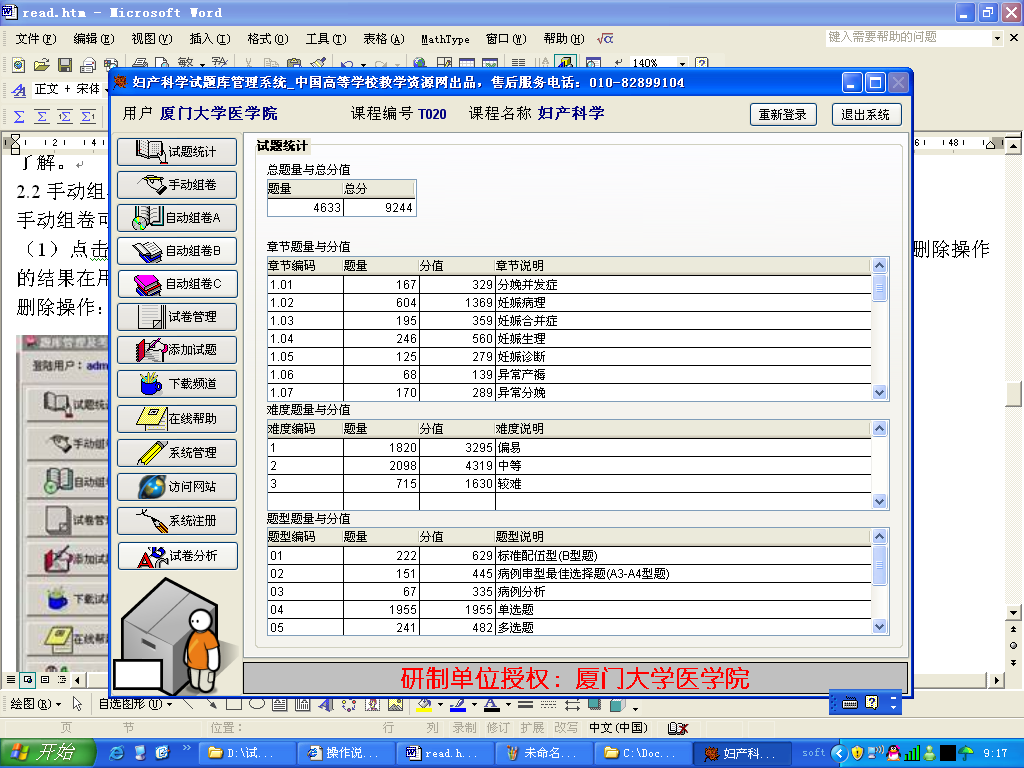 read.htm - Microsoft Word
文件(F) 编辑(E) 视图(V) 插入(I) 格式(O) 工具(T) 表格(A) MathType 窗口(W) 帮助(H) √α 键入需要帮助的问题
140%
正文 + 宋体
妇产科学试题库管理系统_中国高等学校教学资源网出品，售后服务电话：010-82899104
用户 厦门大学医学院 课程编号 T020 课程名称 妇产科学 重新登录 退出系统
了解。
2.2 手动组
手动组卷可
（1）点击
删除操作
的结果在用
删除操作：
登陆用户：adm
试题统计
手动组卷
自动组卷A
自动组卷B
自动组卷C
试卷管理
添加试题
下载频道
在线帮助
系统管理
访问网站
系统注册
试卷分析
试题统计
总题量与总分值
题量 总分
4633 9244
章节题量与分值
章节编码 题量 分值 章节说明
1.01 167 329 分娩并发症
1.02 604 1369 妊娠病理
1.03 195 359 妊娠合并症
1.04 246 560 妊娠生理
1.05 125 279 妊娠诊断
1.06 68 139 异常产褥
1.07 170 289 异常分娩
难度题量与分值
难度编码 题量 分值 难度说明
1 1820 3295 偏易
2 2098 4319 中等
3 715 1630 较难
题型题量与分值
题型编码 题量 分值 题型说明
01 222 629 标准配伍型(B型题)
02 151 445 病例串型最佳选择题(A3-A4型题)
03 67 335 病例分析
04 1955 1955 单选题
05 241 482 多选题
研制单位授权：厦门大学医学院
绘图(R) 自选图形(U)
页 节 位置： 行 列 录制 修订 扩展 改写 中文(中国)
开始 D:\试... 操作说... read.h... 未命名... C:\Doc... 妇产科... soft 9:17